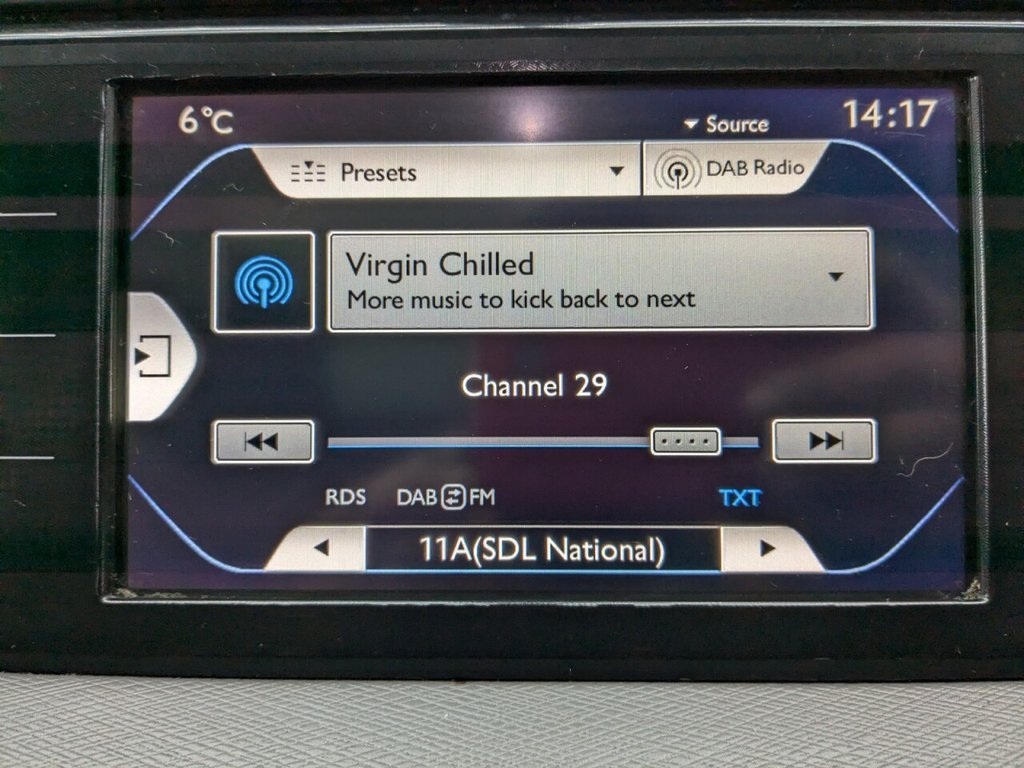 6°C
Source
14:17
Presets
DAB Radio
Virgin Chilled
More music to kick back to next
Channel 29
RDS
DAB FM
TXT
11A(SDL National)